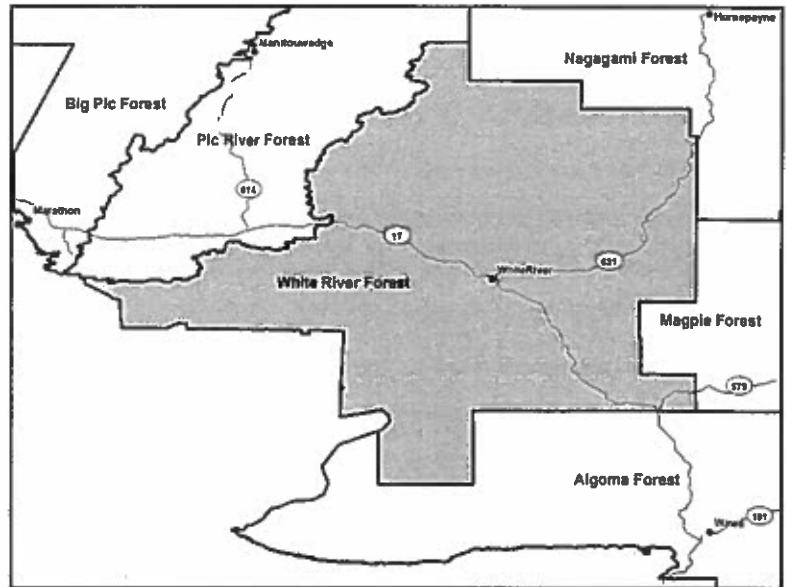 Hornepayne
Manitouwadge
Nagagami Forest
Big Pic Forest
Pic River Forest
614
Marathon
17
631
White River
White River Forest
Magpie Forest
579
Algoma Forest
Wawa
101